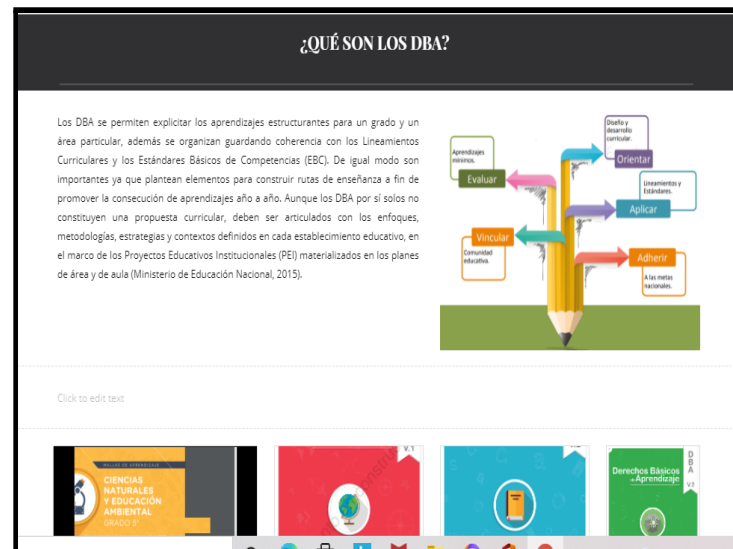 ¿QUÉ SON LOS DBA?
Los DBA se permiten explicitar los aprendizajes estructurantes para un grado y un
área particular, además se organizan guardando coherencia con los Lineamientos
Curriculares y los Estándares Básicos de Competencias (EBC). De igual modo son
importantes ya que plantean elementos para construir rutas de enseñanza a fin de
promover la consecución de aprendizajes año a año. Aunque los DBA por sí solos no
constituyen una propuesta curricular, deben ser articulados con los enfoques,
metodologías, estrategias y contextos definidos en cada establecimiento educativo, en
el marco de los Proyectos Educativos Institucionales (PEI) materializados en los planes
de área y de aula (Ministerio de Educación Nacional, 2015).
Diseño y
desarrollo
curricular.
Orientar
Aprendizajes
mínimos.
Evaluar
Lineamientos y
Estándares.
Aplicar
Vincular
Comunidad
educativa.
Adherir
A las metas
nacionales.
Click to edit text
MALLAS DE APRENDIZAJE
CIENCIAS
NATURALES
Y EDUCACIÓN
AMBIENTAL
GRADO 5°
V.1
Derechos Básicos
de Aprendizaje
DBA
V.2